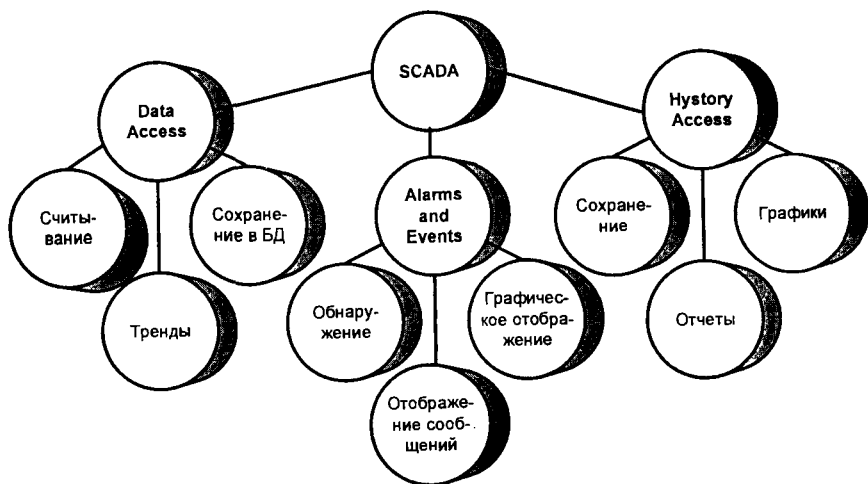 SCADA
Data
Access
Hystory
Access
Считы-
вание
Сохране-
ние в БД
Alarms
and
Events
Сохране-
ние
Графики
Тренды
Обнару-
жение
Графичес-
кое отобра-
жение
Отчеты
Отображе-
ние сооб-
щений